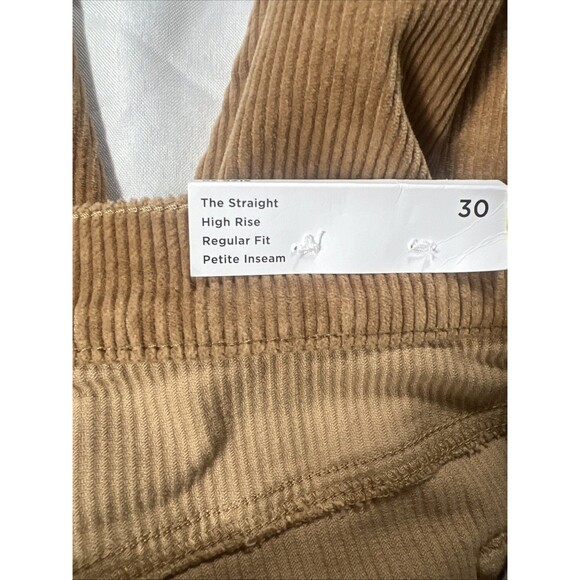 The Straight
30
High Rise
Regular Fit
Petite Inseam